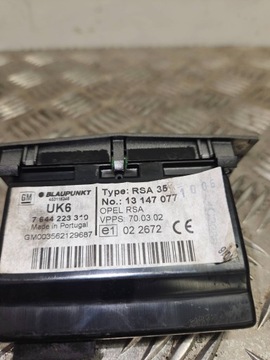 GM
BLAUPUNKT
UK6
7 644 223 310
Made in Portugal
GM003562129687
Type: RSA 35
No.: 13 147 077
OPEL RSA
VPPS: 70.03.02
e1 02 2672 CE